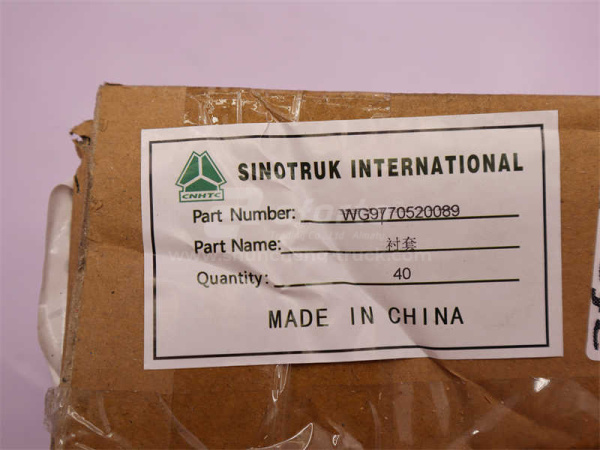 SINOTRUK INTERNATIONAL
CNHTC
Part Number: WG9770520089
Part Name: 衬套
Quantity: 40
MADE IN CHINA